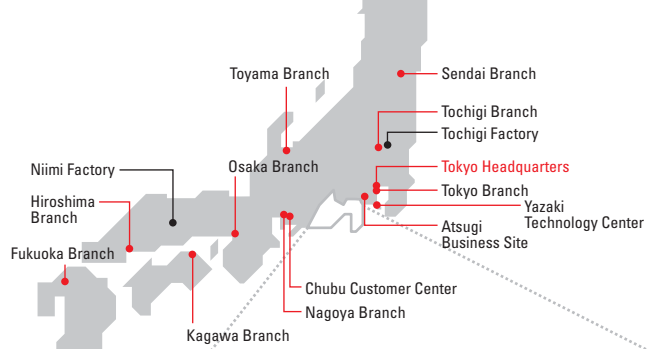 Toyama Branch
Sendai Branch
Tochigi Branch
Tochigi Factory
Niimi Factory
Osaka Branch
Tokyo Headquarters
Tokyo Branch
Hiroshima
Branch
Yazaki
Technology Center
Atsugi
Business Site
Fukuoka Branch
Chubu Customer Center
Nagoya Branch
Kagawa Branch